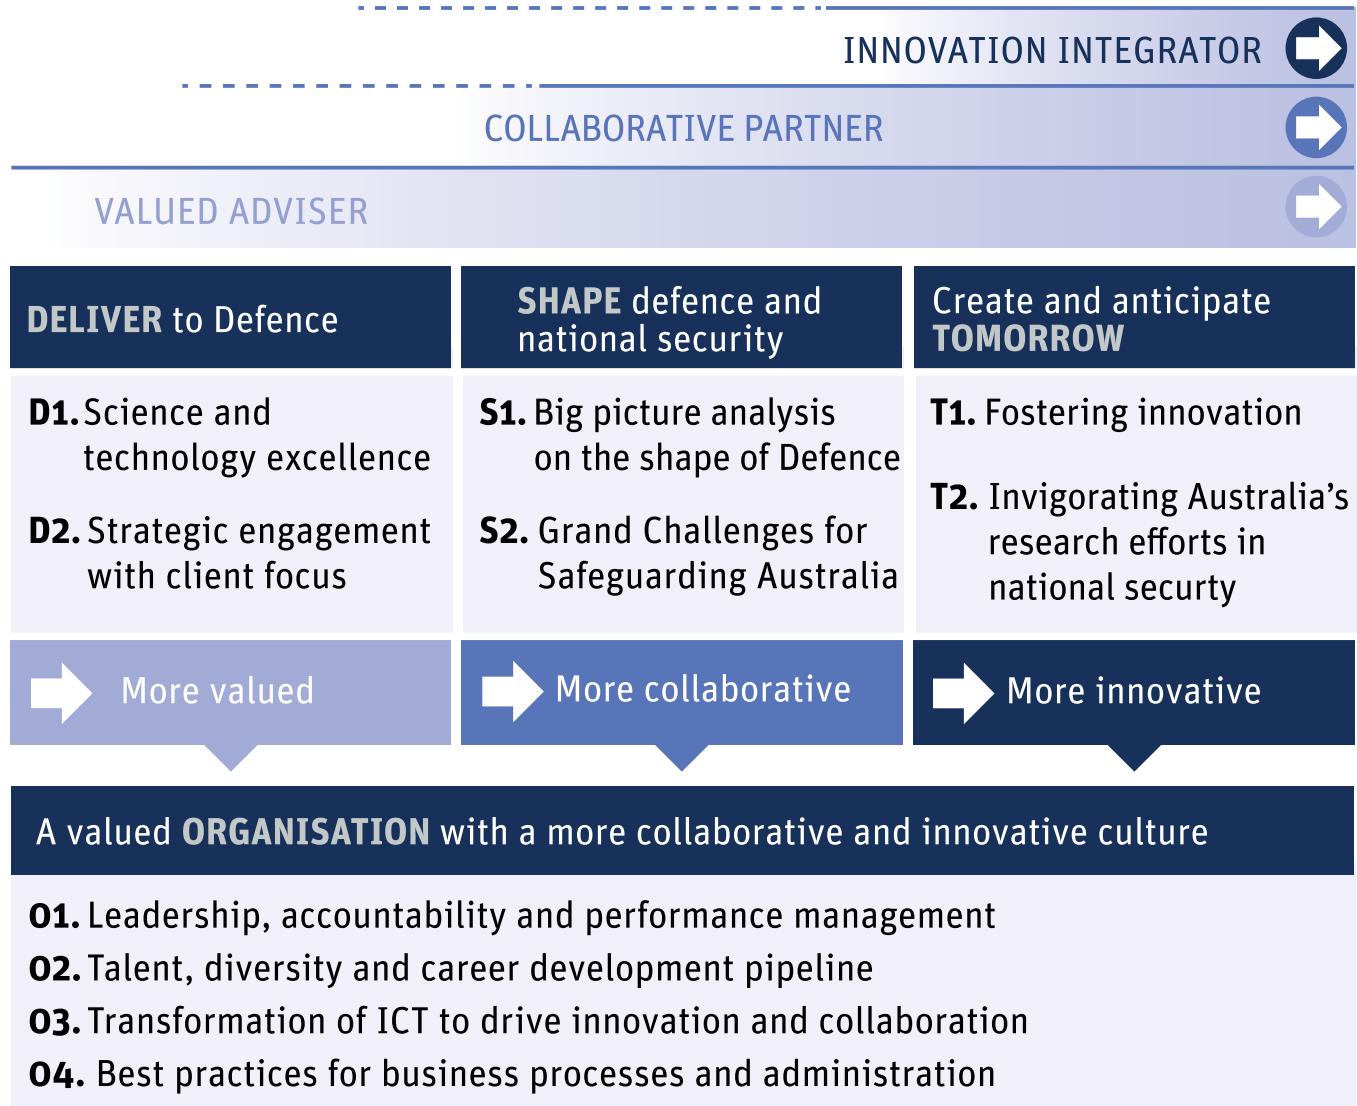 INNOVATION INTEGRATOR
COLLABORATIVE PARTNER
VALUED ADVISER
DELIVER to Defence
SHAPE defence and
national security
Create and anticipate
TOMORROW
D1. Science and
technology excellence
D2. Strategic engagement
with client focus
S1. Big picture analysis
on the shape of Defence
S2. Grand Challenges for
Safeguarding Australia
T1. Fostering innovation
T2. Invigorating Australia’s
research efforts in
national securty
More valued
More collaborative
More innovative
A valued ORGANISATION with a more collaborative and innovative culture
O1. Leadership, accountability and performance management
O2. Talent, diversity and career development pipeline
O3. Transformation of ICT to drive innovation and collaboration
O4. Best practices for business processes and administration